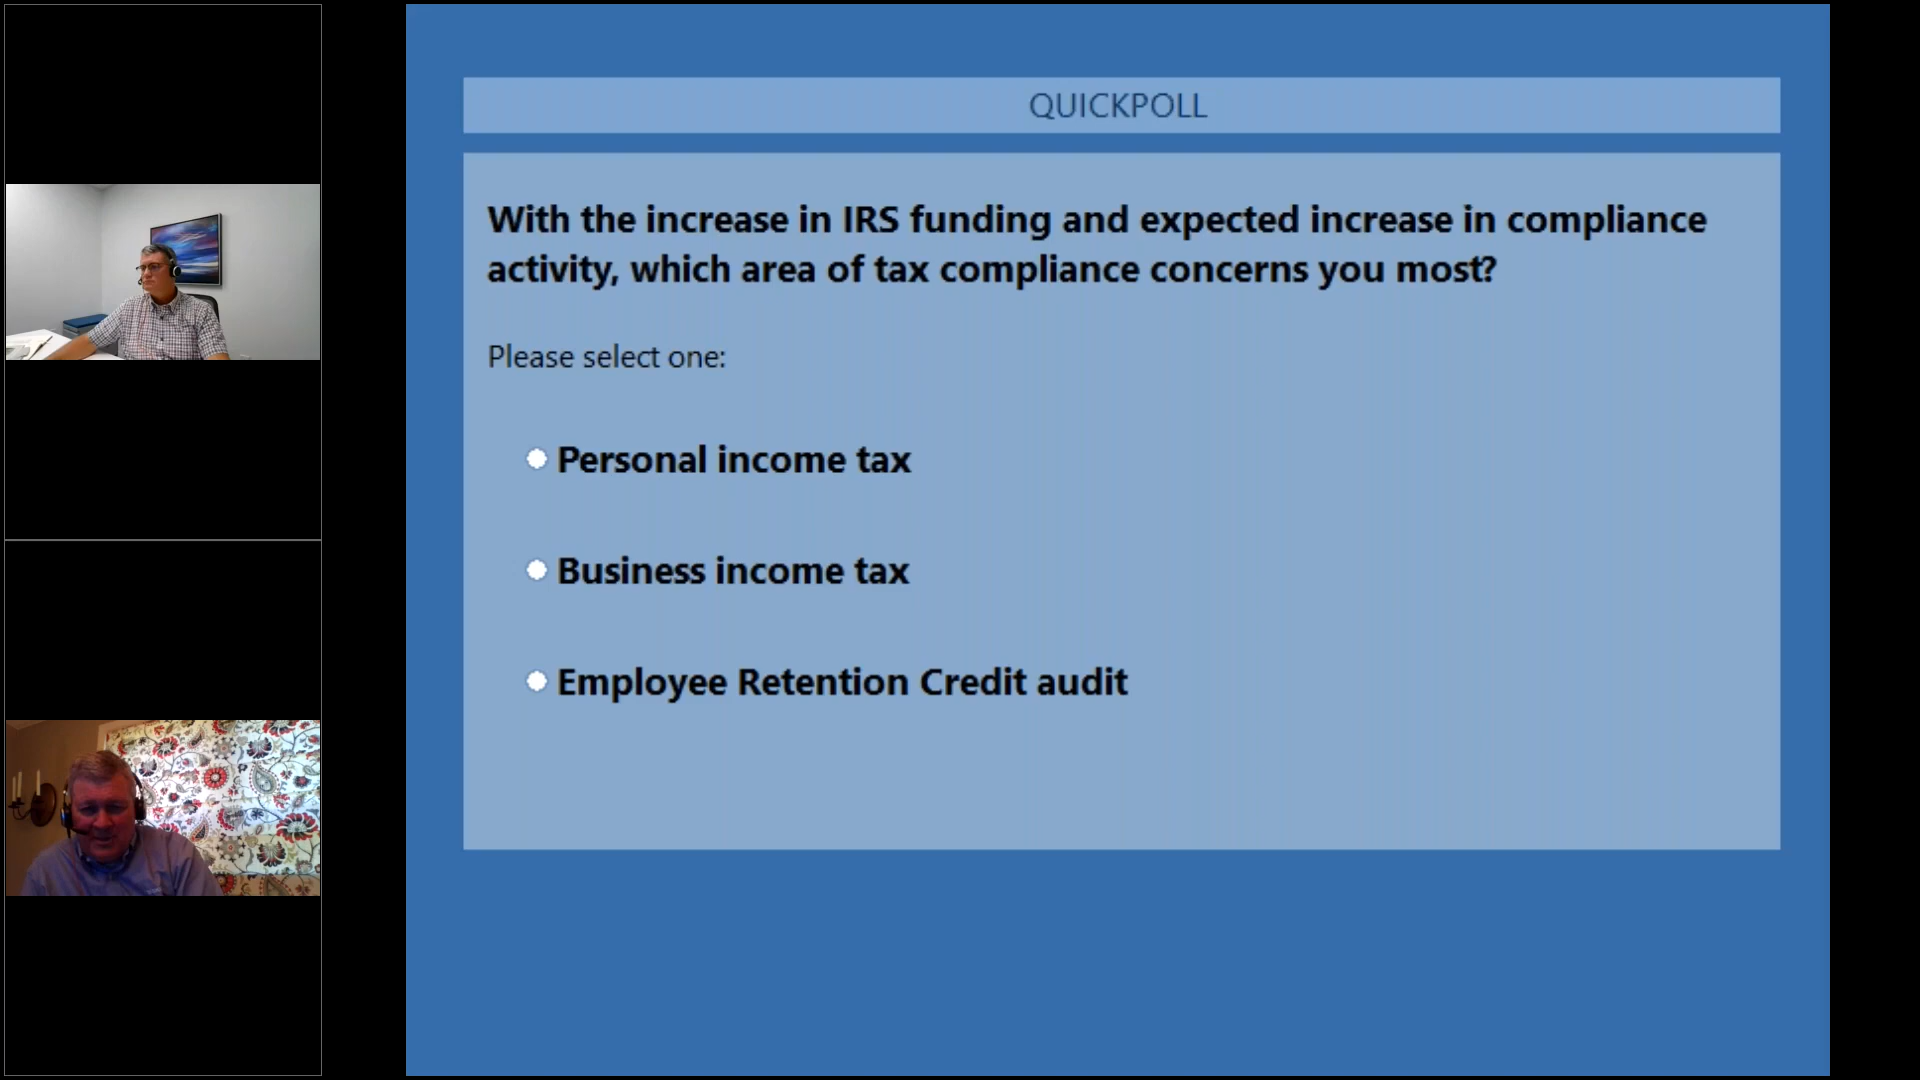 QUICKPOLL
With the increase in IRS funding and expected increase in compliance
activity, which area of tax compliance concerns you most?
Please select one:
Personal income tax
Business income tax
Employee Retention Credit audit